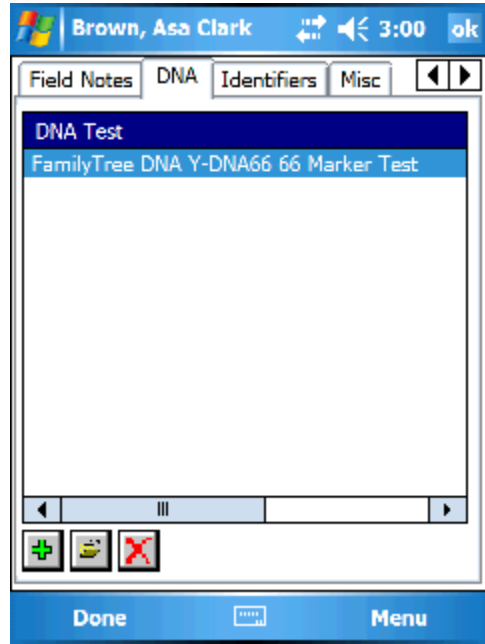 Brown, Asa Clark 3:00 ok
Field Notes DNA Identifiers Misc
DNA Test
FamilyTree DNA Y-DNA66 66 Marker Test
Done Menu